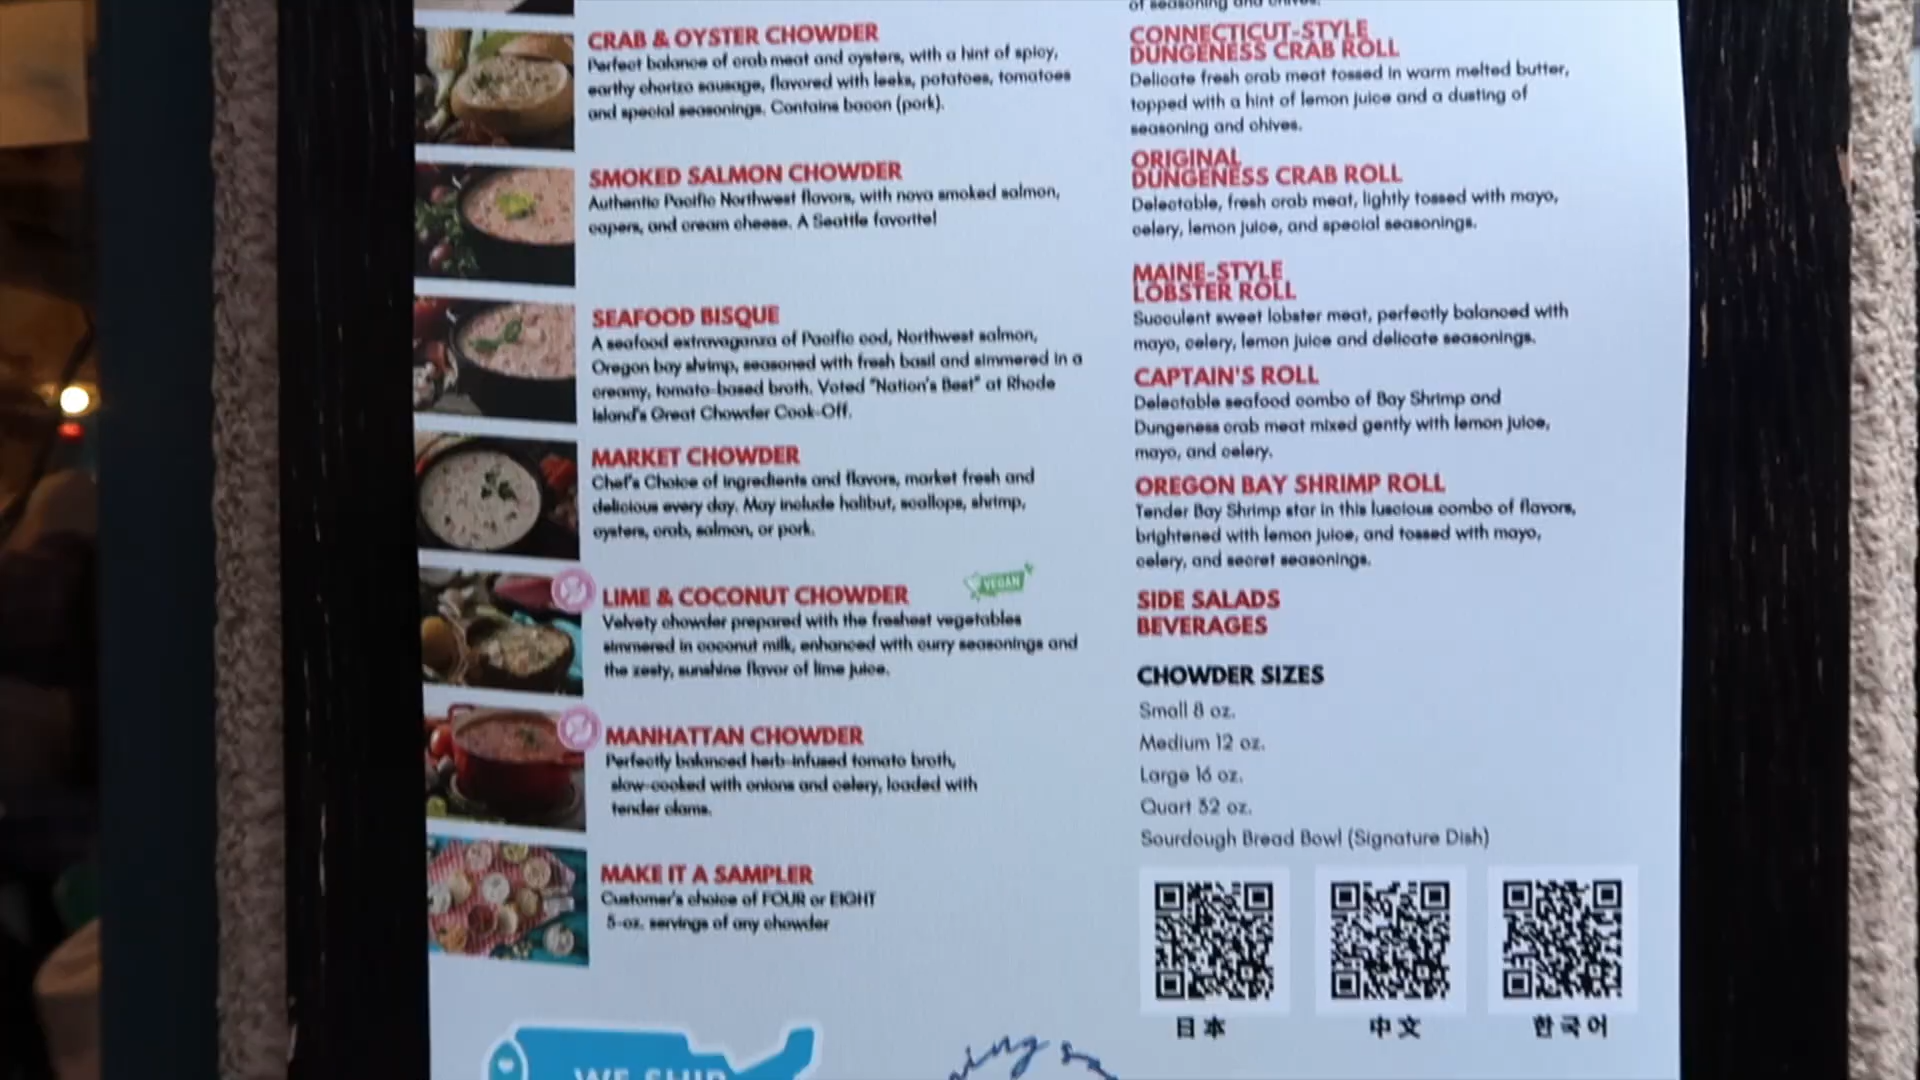 CRAB & OYSTER CHOWDER
Perfect balance of crab meat and oysters, with a hint of spicy,
earthy chorizo sausage, flavored with leeks, potatoes, tomatoes
and special seasonings. Contains bacon (pork).
SMOKED SALMON CHOWDER
Authentic Pacific Northwest flavors, with nova smoked salmon,
capers, and cream cheese. A Seattle favorite!
SEAFOOD BISQUE
A seafood extravaganza of Pacific cod, Northwest salmon,
Oregon bay shrimp, seasoned with fresh basil and simmered in a
creamy, tomato-based broth. Voted "Nation's Best" at Rhode
Island's Great Chowder Cook-Off.
MARKET CHOWDER
Chef's Choice of ingredients and flavors, market fresh and
delicious every day. May include halibut, scallops, shrimp,
oysters, crab, salmon, or pork.
LIME & COCONUT CHOWDER
VEGAN
Velvety chowder prepared with the freshest vegetables
simmered in coconut milk, enhanced with curry seasonings and
the zesty, sunshine flavor of lime juice.
MANHATTAN CHOWDER
Perfectly balanced herb-infused tomato broth,
slow-cooked with onions and celery, loaded with
tender clams.
MAKE IT A SAMPLER
Customer's choice of FOUR or EIGHT
5-oz. servings of any chowder
WE SHIP
of seasoning and chives.
CONNECTICUT-STYLE
DUNGENESS CRAB ROLL
Delicate fresh crab meat tossed in warm melted butter,
topped with a hint of lemon juice and a dusting of
seasoning and chives.
ORIGINAL
DUNGENESS CRAB ROLL
Delectable, fresh crab meat, lightly tossed with mayo,
celery, lemon juice, and special seasonings.
MAINE-STYLE
LOBSTER ROLL
Succulent sweet lobster meat, perfectly balanced with
mayo, celery, lemon juice and delicate seasonings.
CAPTAIN'S ROLL
Delectable seafood combo of Bay Shrimp and
Dungeness crab meat mixed gently with lemon juice,
mayo, and celery.
OREGON BAY SHRIMP ROLL
Tender Bay Shrimp star in this luscious combo of flavors,
brightened with lemon juice, and tossed with mayo,
celery, and secret seasonings.
SIDE SALADS
BEVERAGES
CHOWDER SIZES
Small 8 oz.
Medium 12 oz.
Large 16 oz.
Quart 32 oz.
Sourdough Bread Bowl (Signature Dish)
日本
中文
한국어